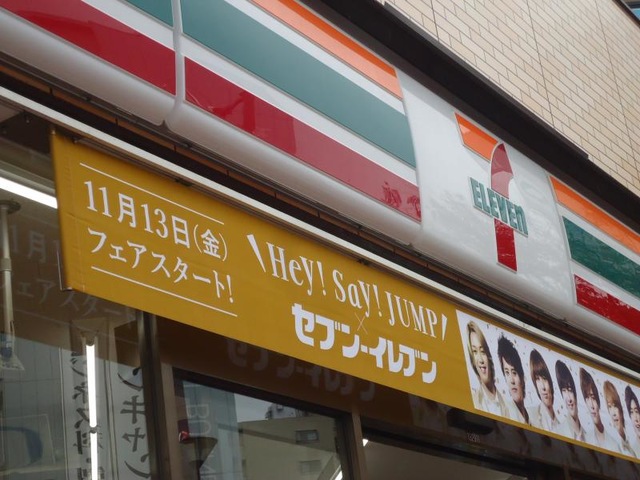 7
ELEVEn
11月13日(金)
フェアスタート!
\Hey! Say! JUMP/
×
セブン-イレブン